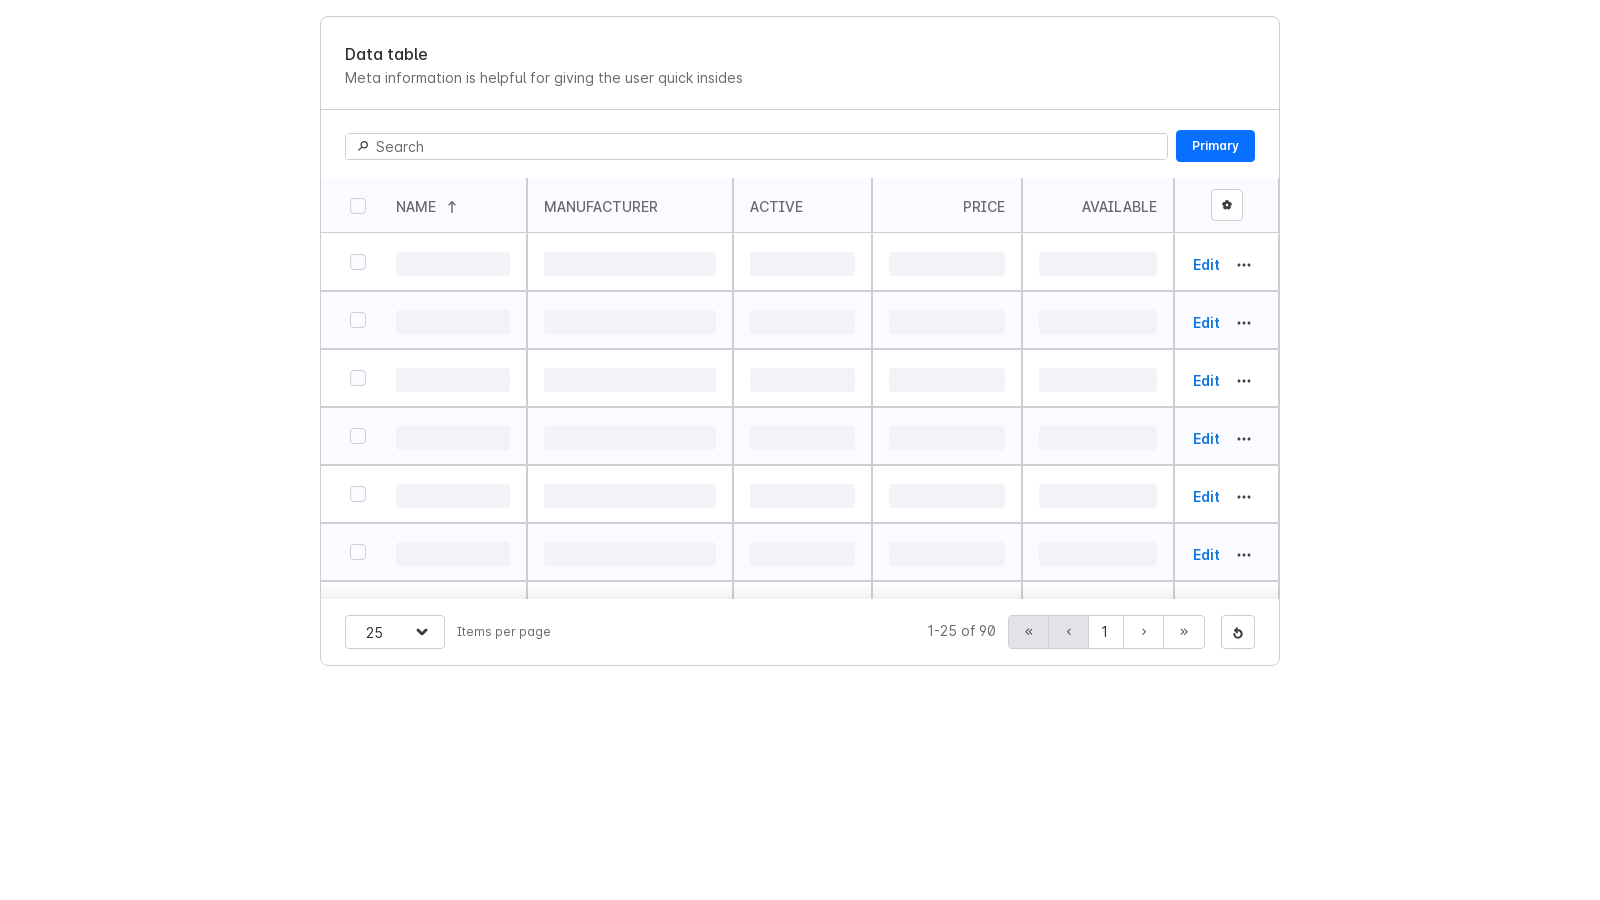 Data table
Meta information is helpful for giving the user quick insides
Search
Primary
NAME MANUFACTURER ACTIVE PRICE AVAILABLE
Edit
Edit
Edit
Edit
Edit
Edit
25 Items per page 1-25 of 90 « ‹ 1 › »